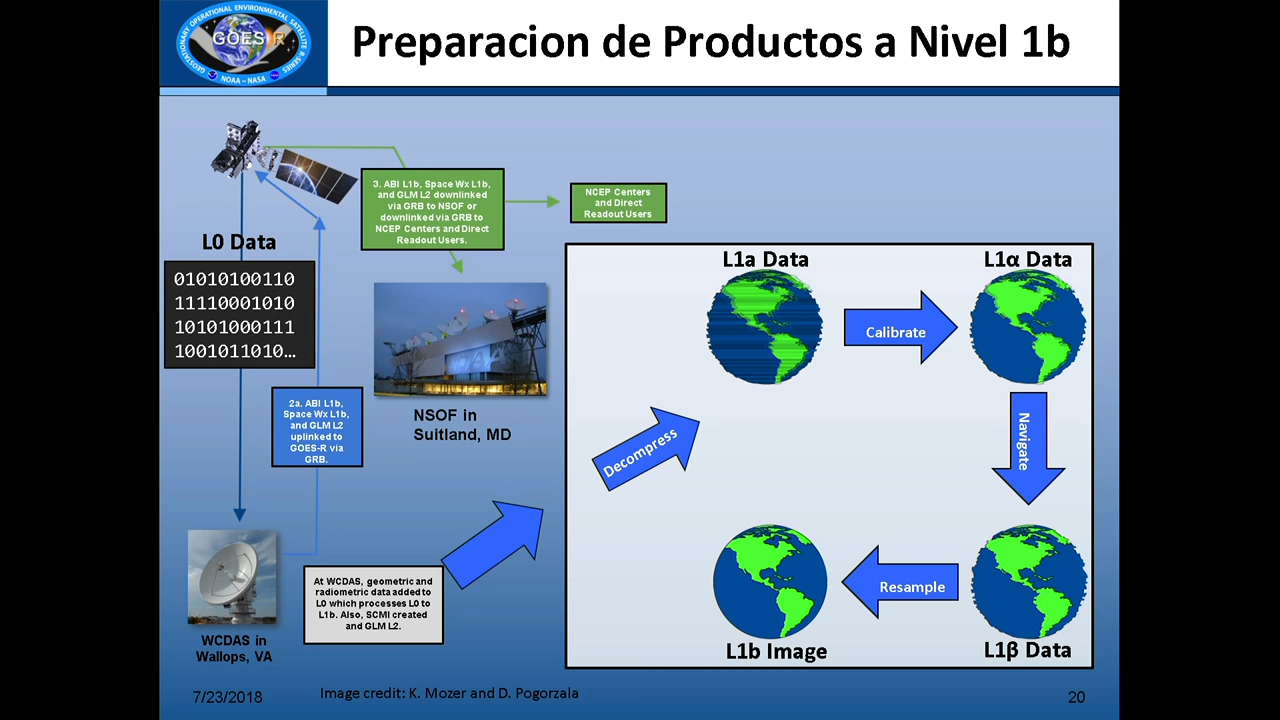 GEOSTATIONARY OPERATIONAL ENVIRONMENTAL SATELLITE R-SERIES
GOES R
NOAA – NASA
Preparacion de Productos a Nivel 1b
L0 Data
01010100110
11110001010
10101000111
1001011010…
3. ABI L1b, Space Wx L1b,
and GLM L2 downlinked
via GRB to NSOF or
downlinked via GRB to
NCEP Centers and Direct
Readout Users.
NCEP Centers
and Direct
Readout Users
2a. ABI L1b,
Space Wx L1b,
and GLM L2
uplinked to
GOES-R via
GRB.
NSOF in
Suitland, MD
WCDAS in
Wallops, VA
At WCDAS, geometric and
radiometric data added to
L0 which processes L0 to
L1b. Also, SCMI created
and GLM L2.
Decompress
L1a Data
Calibrate
L1α Data
Navigate
L1β Data
Resample
L1b Image
7/23/2018
Image credit: K. Mozer and D. Pogorzala
20